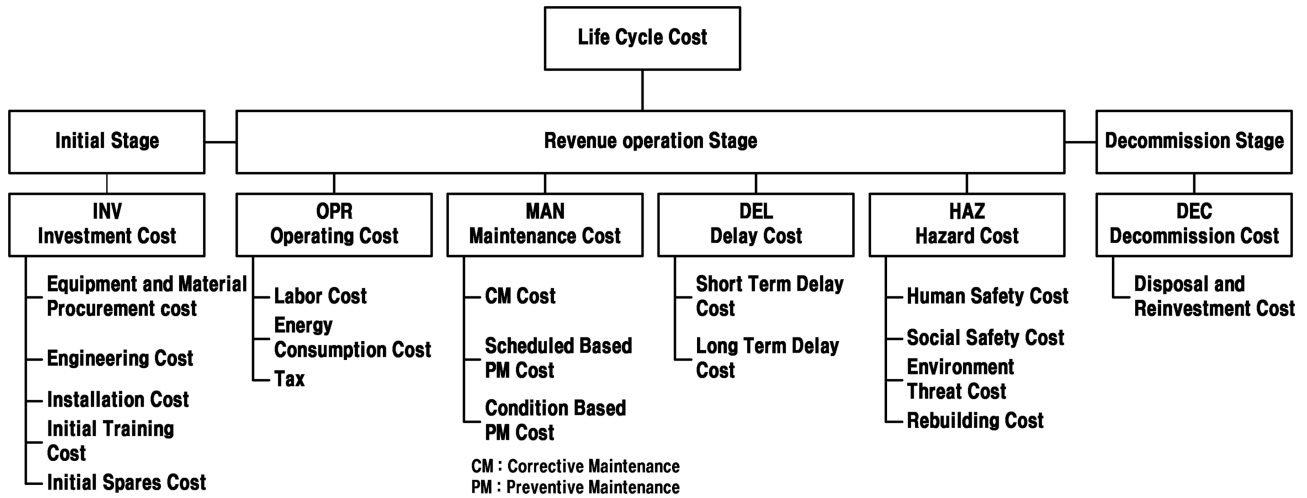 Life Cycle Cost
Initial Stage
Revenue operation Stage
Decommission Stage
INV
Investment Cost
OPR
Operating Cost
MAN
Maintenance Cost
DEL
Delay Cost
HAZ
Hazard Cost
DEC
Decommission Cost
Equipment and Material
Procurement cost
Engineering Cost
Installation Cost
Initial Training
Cost
Initial Spares Cost
Labor Cost
Energy
Consumption Cost
Tax
CM Cost
Scheduled Based
PM Cost
Condition Based
PM Cost
CM : Corrective Maintenance
PM : Preventive Maintenance
Short Term Delay
Cost
Long Term Delay
Cost
Human Safety Cost
Social Safety Cost
Environment
Threat Cost
Rebuilding Cost
Disposal and
Reinvestment Cost